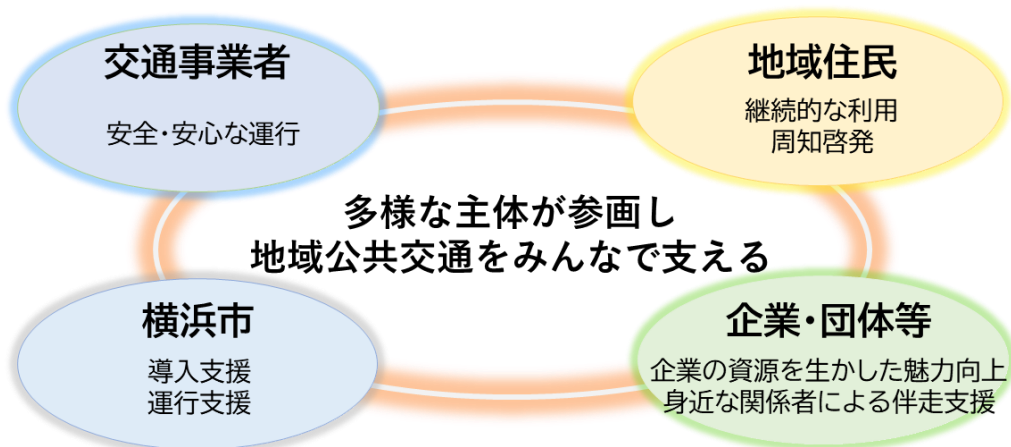 交通事業者
安全・安心な運行
地域住民
継続的な利用
周知啓発
多様な主体が参画し
地域公共交通をみんなで支える
横浜市
導入支援
運行支援
企業・団体等
企業の資源を生かした魅力向上
身近な関係者による伴走支援